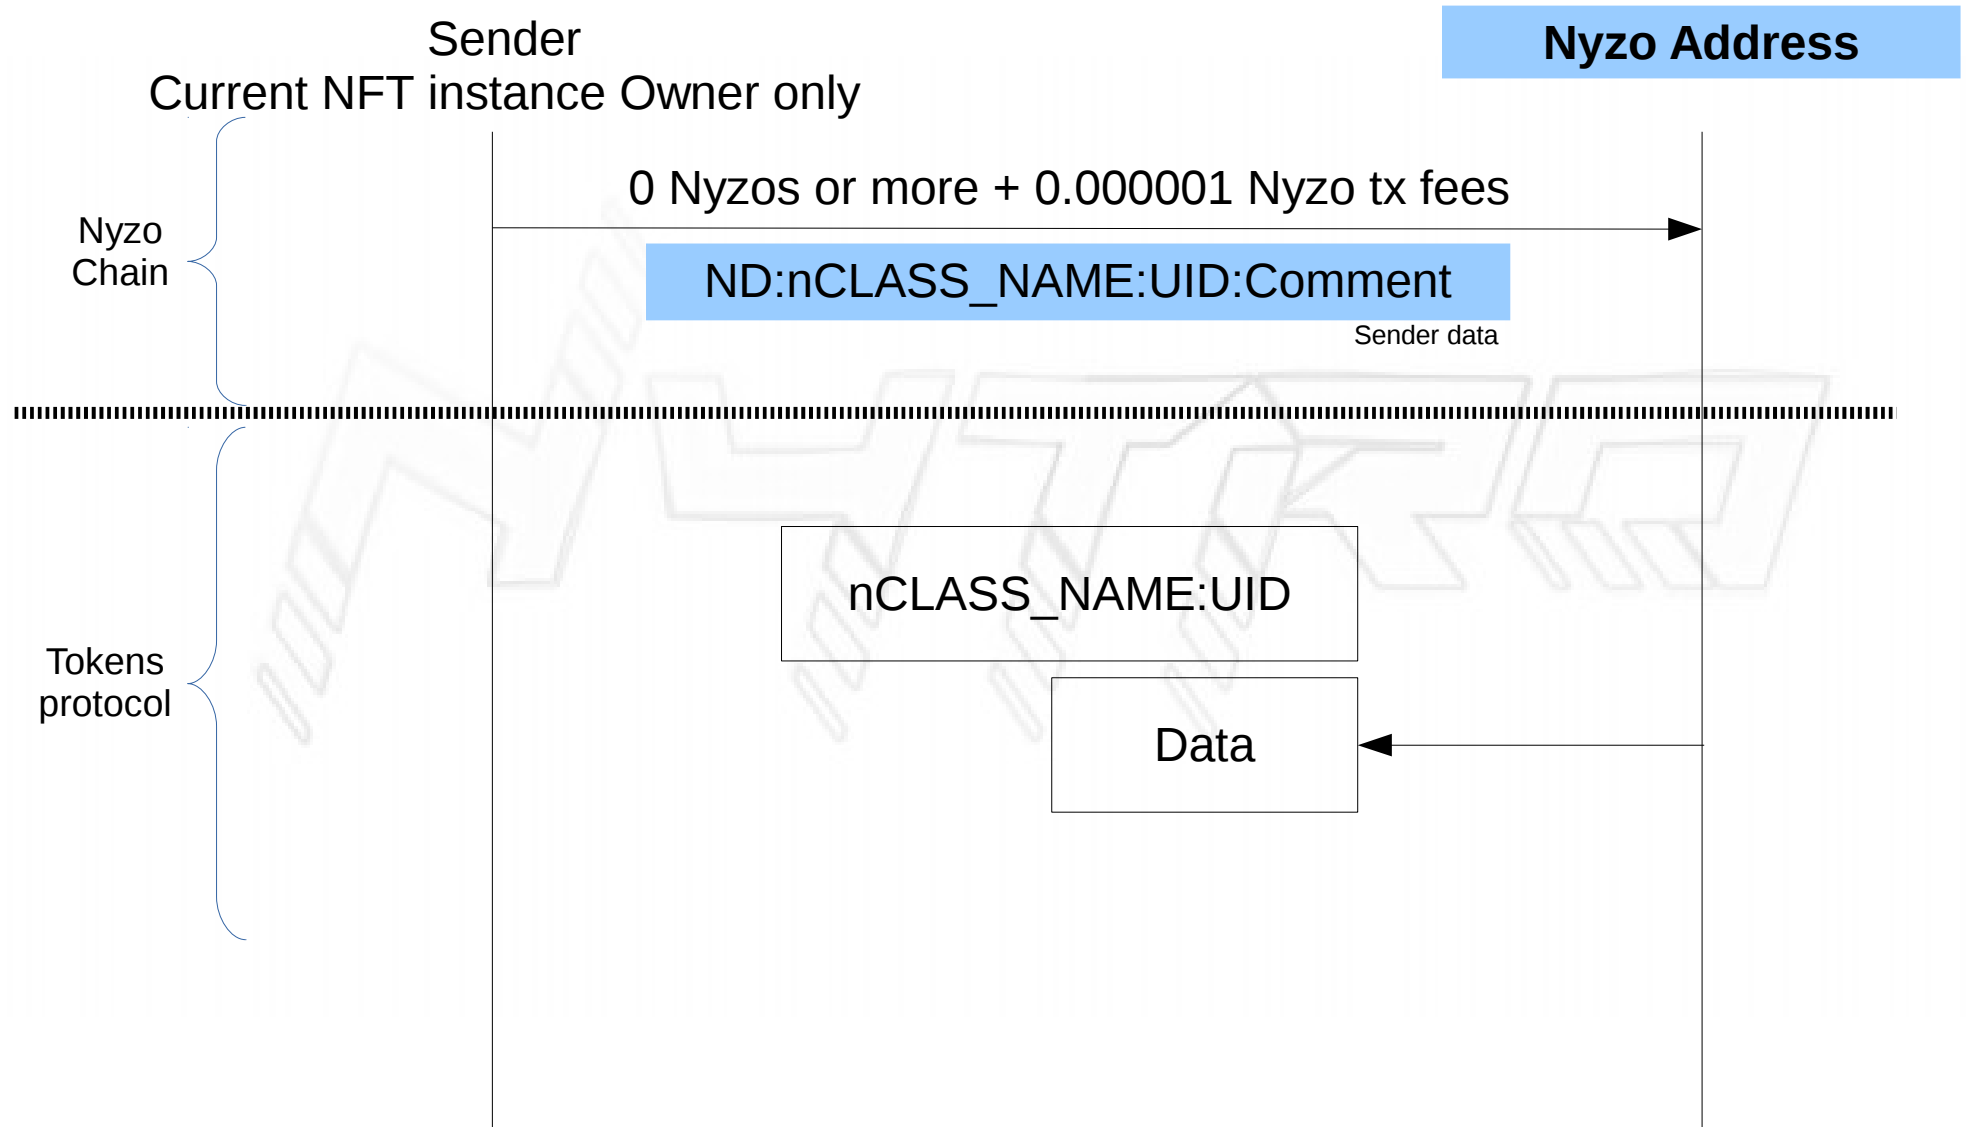 Sender
Current NFT instance Owner only
Nyzo Address
0 Nyzos or more + 0.000001 Nyzo tx fees
Nyzo
Chain
ND:nCLASS_NAME:UID:Comment
Sender data
NYTRO
nCLASS_NAME:UID
Tokens
protocol
Data